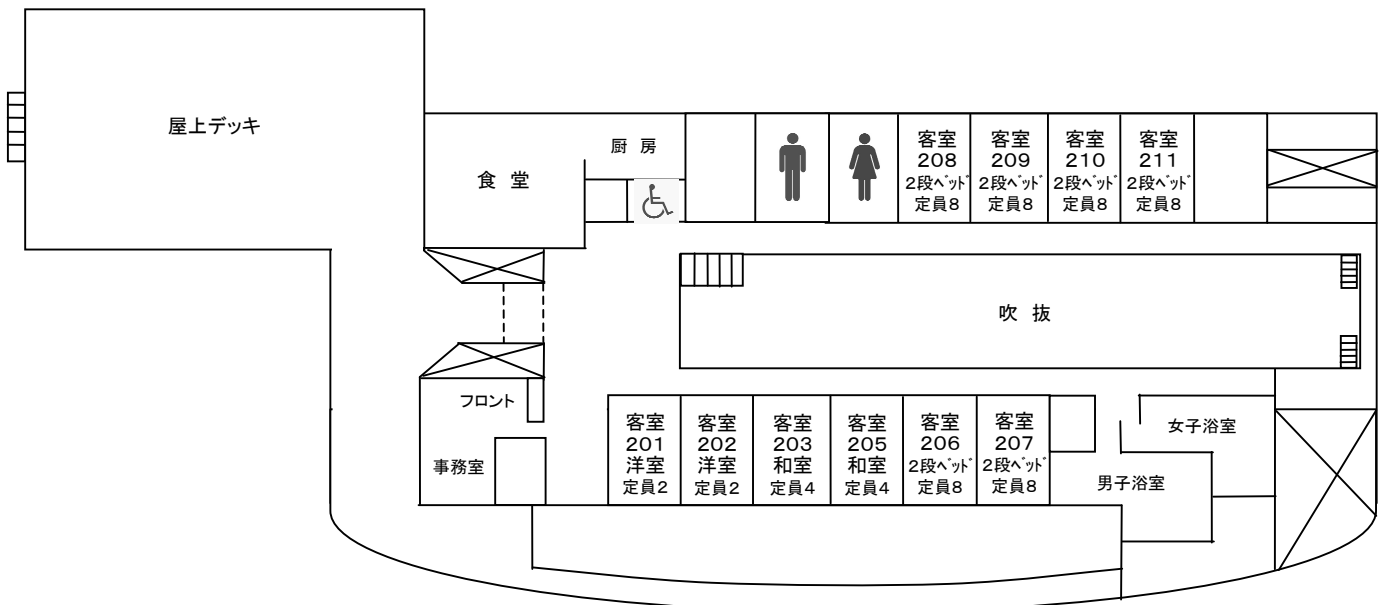 屋上デッキ
食 堂
厨 房
客室
208
2段ベッド
定員8
客室
209
2段ベッド
定員8
客室
210
2段ベッド
定員8
客室
211
2段ベッド
定員8
吹 抜
フロント
事務室
客室
201
洋室
定員2
客室
202
洋室
定員2
客室
203
和室
定員4
客室
205
和室
定員4
客室
206
2段ベッド
定員8
客室
207
2段ベッド
定員8
女子浴室
男子浴室